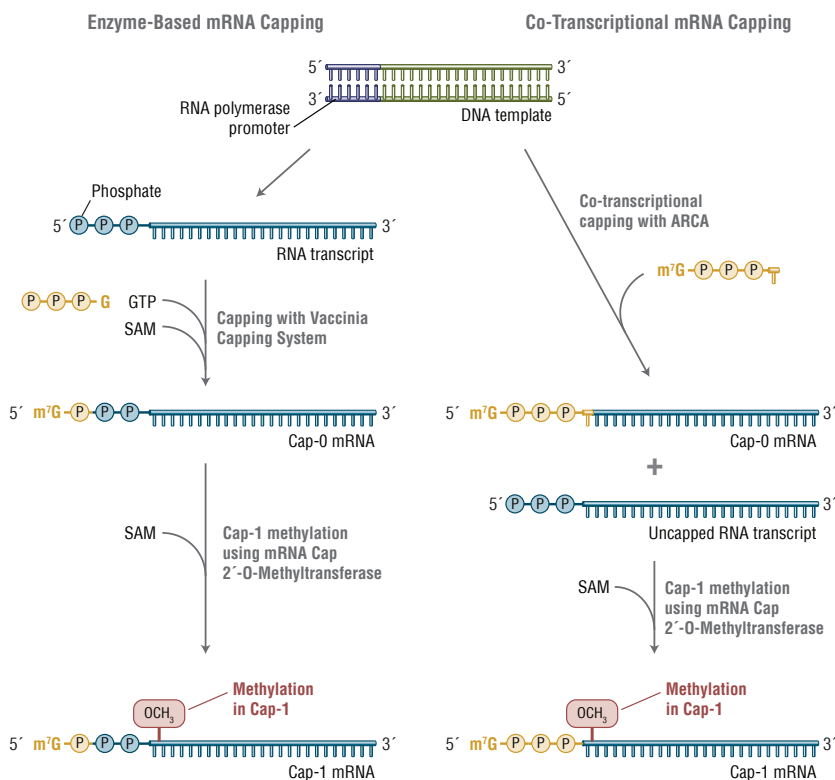 Enzyme-Based mRNA Capping
Co-Transcriptional mRNA Capping
5´ 3´
3´ 5´
RNA polymerase
promoter
DNA template
Phosphate
5´ P P P 3´
RNA transcript
Co-transcriptional
capping with ARCA
m⁷G P P P
P P P G GTP
SAM
Capping with Vaccinia
Capping System
5´ m⁷G P P P 3´
Cap-0 mRNA
5´ m⁷G P P P 3´
Cap-0 mRNA
+
5´ P P P 3´
Uncapped RNA transcript
SAM
Cap-1 methylation
using mRNA Cap
2´-O-Methyltransferase
SAM
Cap-1 methylation
using mRNA Cap
2´-O-Methyltransferase
OCH₃
Methylation
in Cap-1
5´ m⁷G P P P 3´
Cap-1 mRNA
OCH₃
Methylation
in Cap-1
5´ m⁷G P P P 3´
Cap-1 mRNA